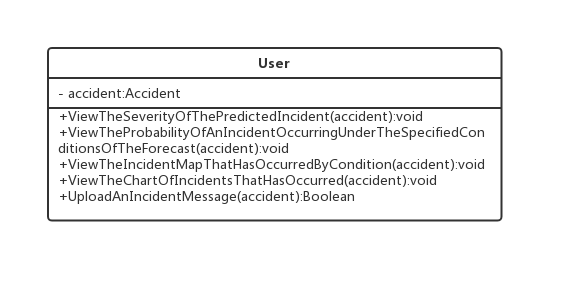 User
- accident:Accident
+ViewTheSeverityOfThePredictedIncident(accident):void
+ViewTheProbabilityOfAnIncidentOccurringUnderTheSpecifiedCon
ditionsOfTheForecast(accident):void
+ViewTheIncidentMapThatHasOccurredByCondition(accident):void
+ViewTheChartOfIncidentsThatHasOccurred(accident):void
+UploadAnIncidentMessage(accident):Boolean